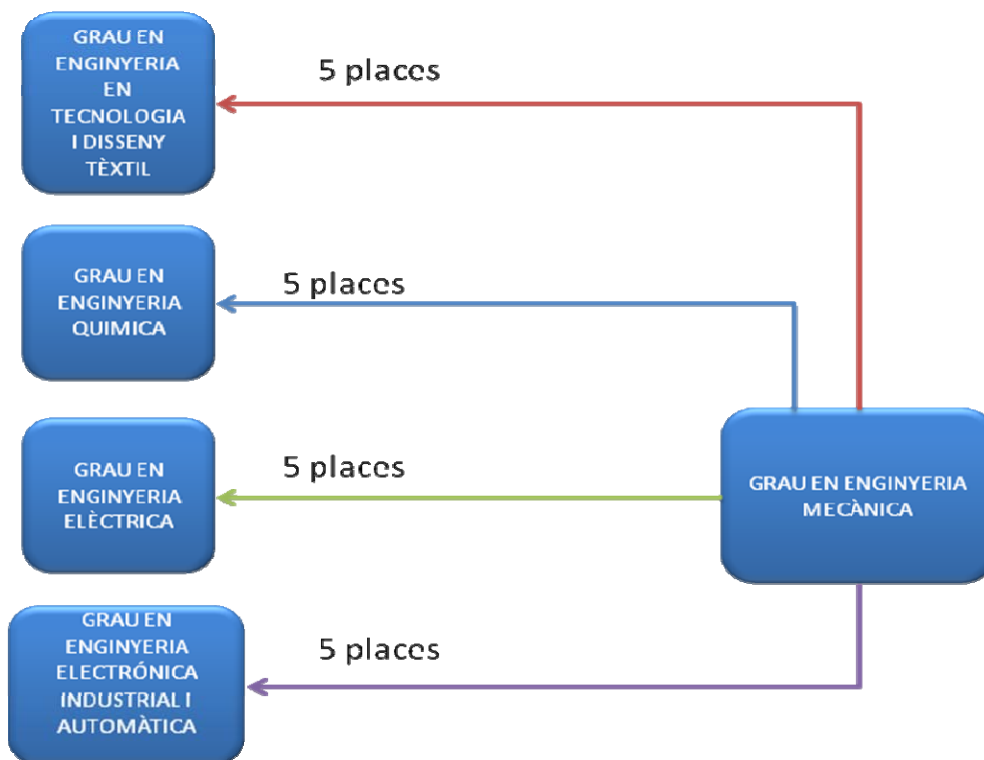 GRAU EN
ENGINYERIA
EN
TECNOLOGIA
I DISSENY
TÈXTIL
5 places
GRAU EN
ENGINYERIA
QUIMICA
5 places
GRAU EN
ENGINYERIA
ELÈCTRICA
5 places
GRAU EN ENGINYERIA
MECÀNICA
GRAU EN
ENGINYERIA
ELECTRÓNICA
INDUSTRIAL I
AUTOMÀTICA
5 places